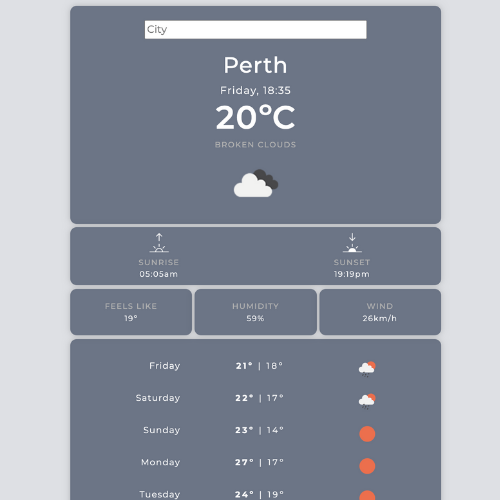 City
Perth
Friday, 18:35
20°C
BROKEN CLOUDS
SUNRISE
05:05am
SUNSET
19:19pm
FEELS LIKE
19°
HUMIDITY
59%
WIND
26km/h
Friday 21° | 18°
Saturday 22° | 17°
Sunday 23° | 14°
Monday 27° | 17°
Tuesday 24° | 19°